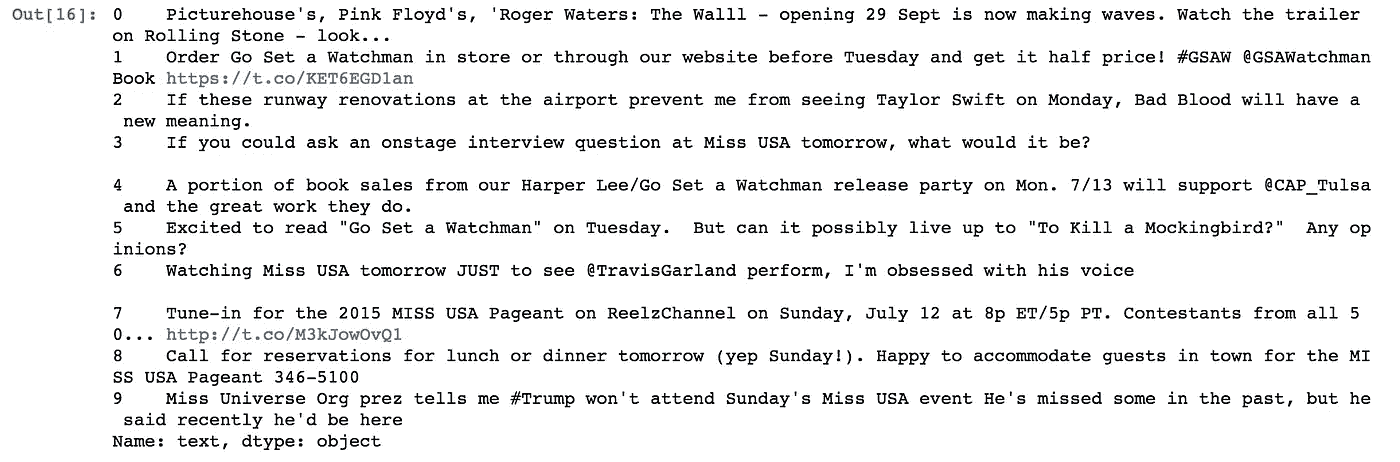 Out[16]: 0    Picturehouse's, Pink Floyd's, 'Roger Waters: The Walll - opening 29 Sept is now making waves. Watch the trailer
on Rolling Stone - look...
1    Order Go Set a Watchman in store or through our website before Tuesday and get it half price! #GSAW @GSAWatchman
Book https://t.co/KET6EGD1an
2    If these runway renovations at the airport prevent me from seeing Taylor Swift on Monday, Bad Blood will have a
new meaning.
3    If you could ask an onstage interview question at Miss USA tomorrow, what would it be?
4    A portion of book sales from our Harper Lee/Go Set a Watchman release party on Mon. 7/13 will support @CAP_Tulsa
and the great work they do.
5    Excited to read "Go Set a Watchman" on Tuesday.  But can it possibly live up to "To Kill a Mockingbird?"  Any op
inions?
6    Watching Miss USA tomorrow JUST to see @TravisGarland perform, I'm obsessed with his voice
7    Tune-in for the 2015 MISS USA Pageant on ReelzChannel on Sunday, July 12 at 8p ET/5p PT. Contestants from all 5
0... http://t.co/M3kJowOvQ1
8    Call for reservations for lunch or dinner tomorrow (yep Sunday!). Happy to accommodate guests in town for the MI
SS USA Pageant 346-5100
9    Miss Universe Org prez tells me #Trump won't attend Sunday's Miss USA event He's missed some in the past, but he
said recently he'd be here
Name: text, dtype: object